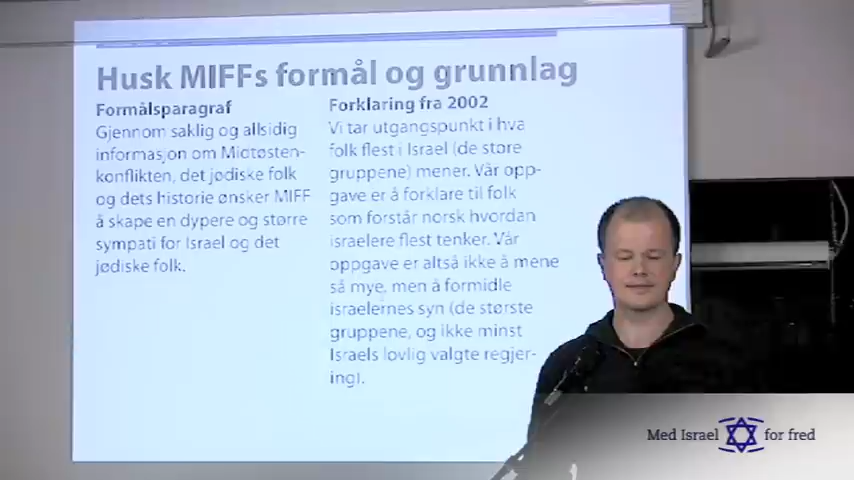 Husk MIFFs formål og grunnlag
Formålsparagraf
Gjennom saklig og allsidig
informasjon om Midtøsten-
konflikten, det jødiske folk
og dets historie ønsker MIFF
å skape en dypere og større
sympati for Israel og det
jødiske folk.
Forklaring fra 2002
Vi tar utgangspunkt i hva
folk flest i Israel (de store
gruppene) mener. Vår opp-
gave er å forklare til folk
som forstår norsk hvordan
israelere flest tenker. Vår
oppgave er altså ikke å mene
så mye, men å formidle
israelernes syn (de største
gruppene, og ikke minst
Israels lovlig valgte regjer-
ing).
Med Israel for fred